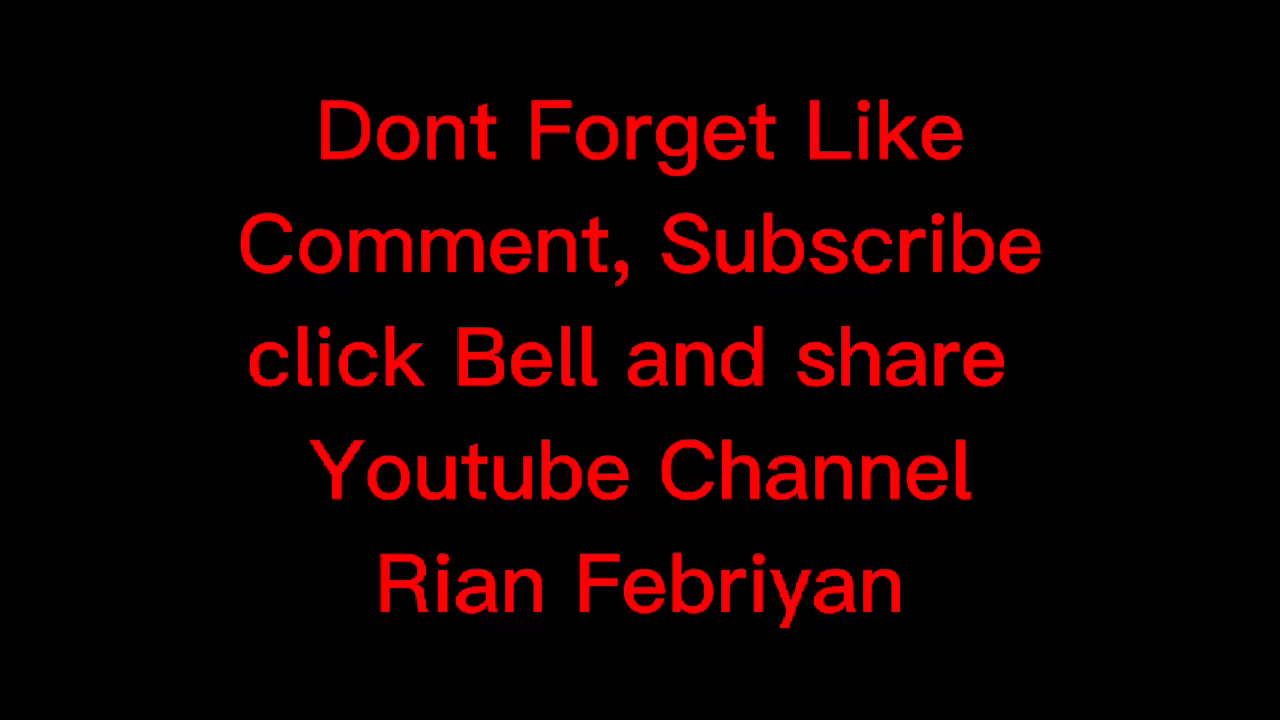 Dont Forget Like
Comment, Subscribe
click Bell and share
Youtube Channel
Rian Febriyan